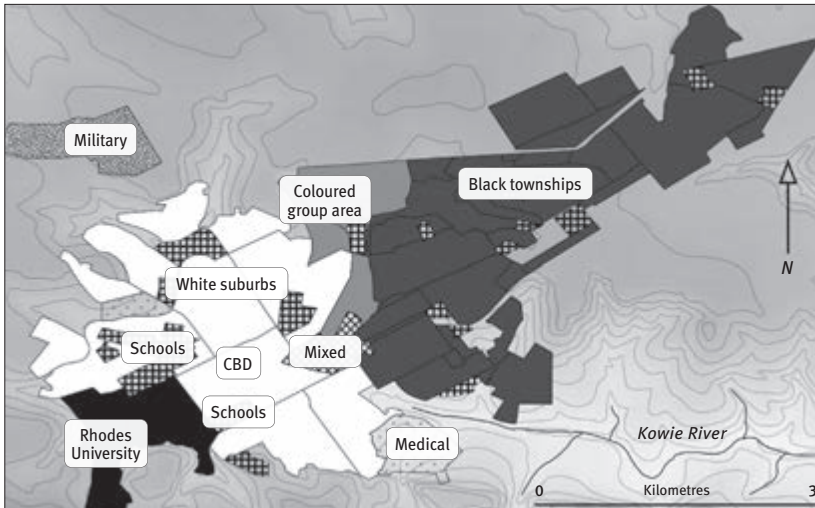 Military
Coloured
group area
Black townships
N
White suburbs
Schools
CBD
Mixed
Schools
Rhodes
University
Medical
Kowie River
0 Kilometres 3